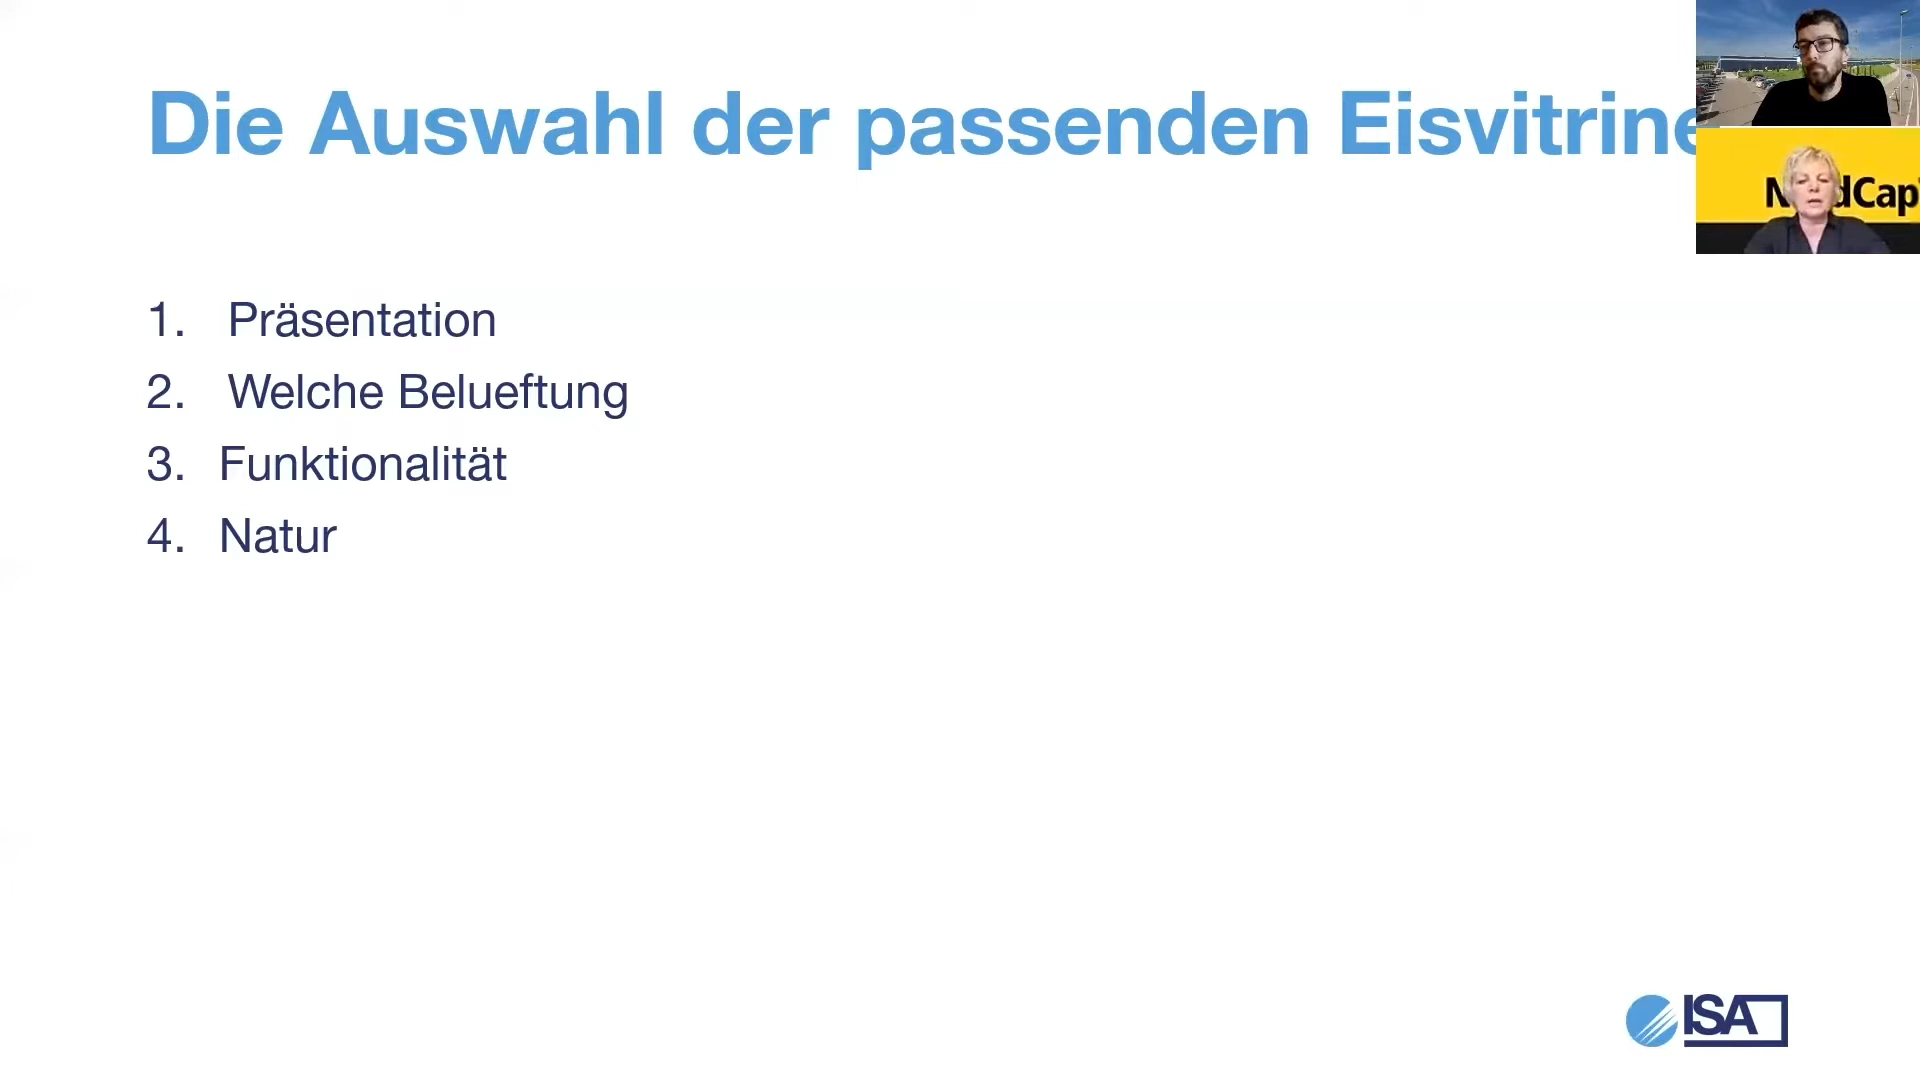 Die Auswahl der passenden Eisvitrine
1. Präsentation
2. Welche Belueftung
3. Funktionalität
4. Natur
ISA